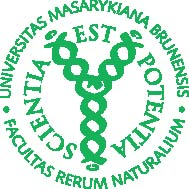 UNIVERSITAS MASARYKIANA BRUNENSIS
• FACULTAS RERUM NATURALIUM •
SCIENTIA
EST
POTENTIA